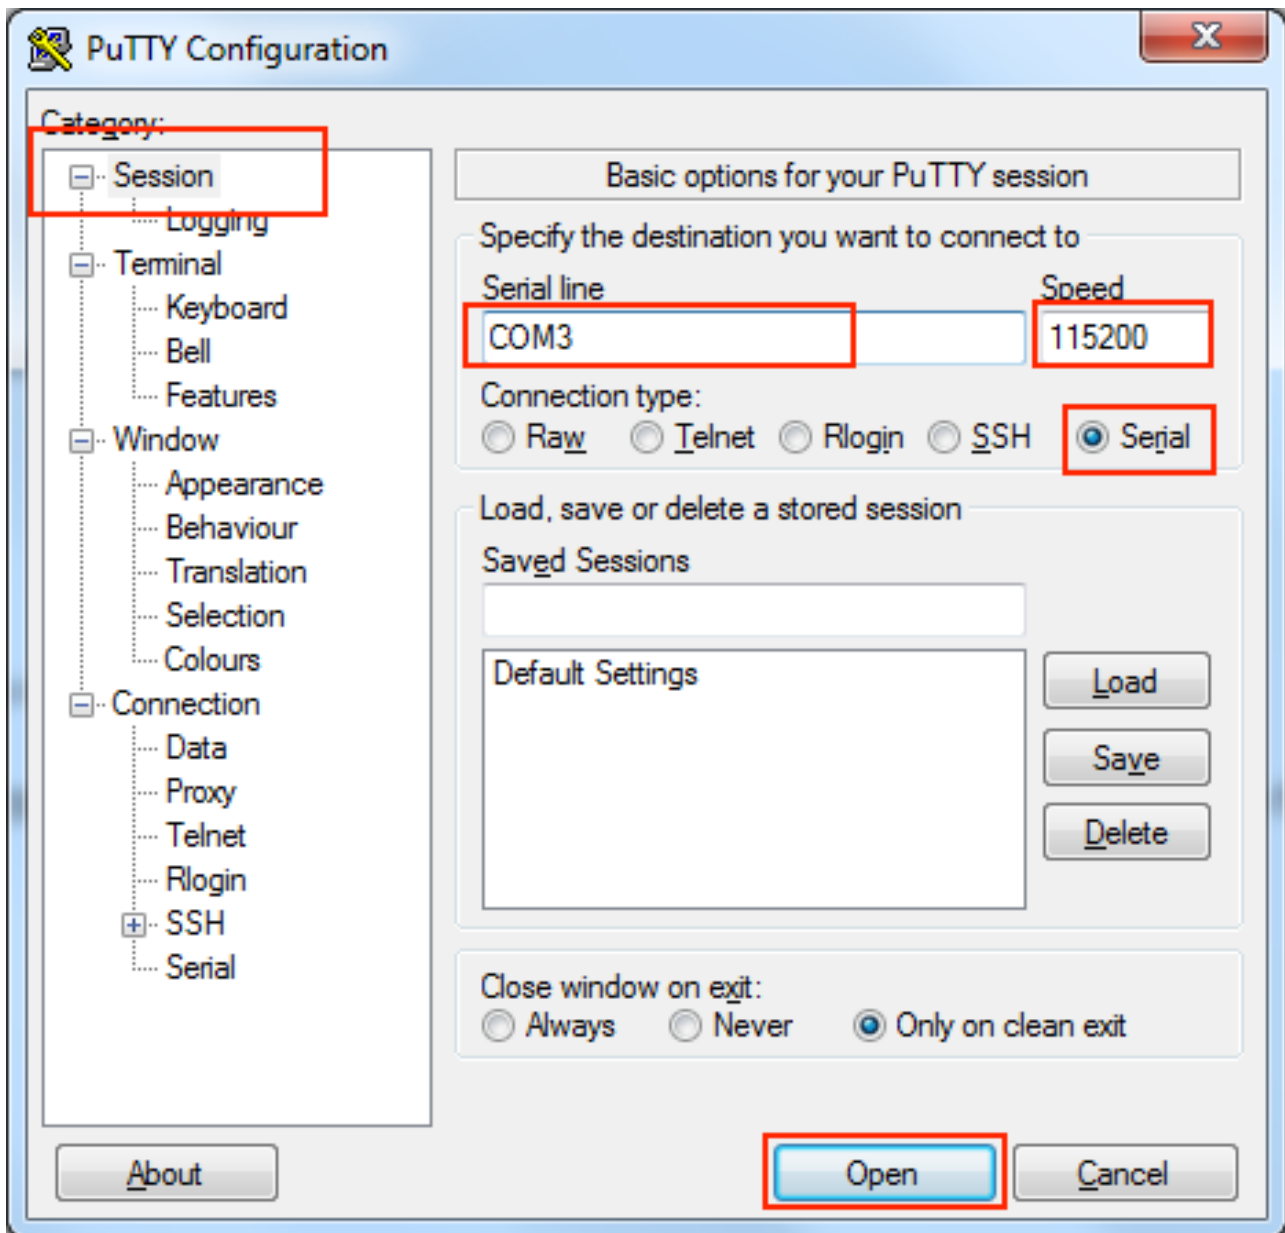 PuTTY Configuration
Category:
Session
Logging
Terminal
Keyboard
Bell
Features
Window
Appearance
Behaviour
Translation
Selection
Colours
Connection
Data
Proxy
Telnet
Rlogin
SSH
Serial
Basic options for your PuTTY session
Specify the destination you want to connect to
Serial line Speed
COM3 115200
Connection type:
Raw Telnet Rlogin SSH Serial
Load, save or delete a stored session
Saved Sessions
Default Settings
Load
Save
Delete
Close window on exit:
Always Never Only on clean exit
About Open Cancel